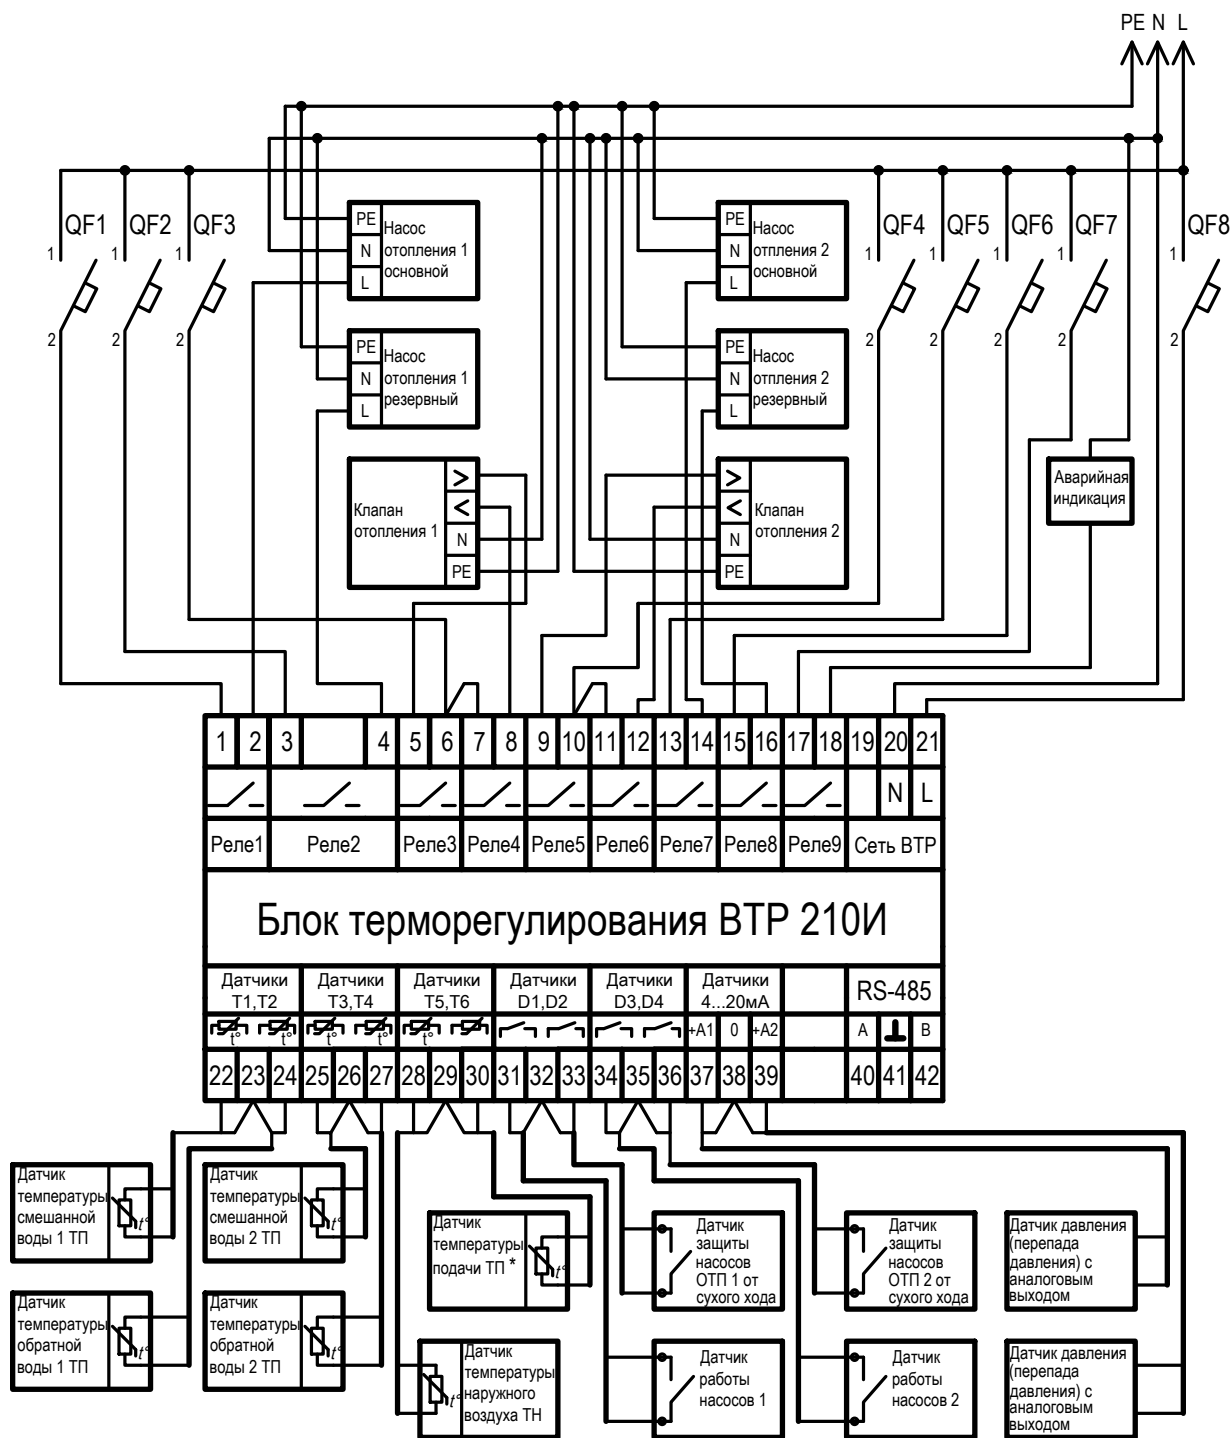 PE N L
QF1 QF2 QF3 QF4 QF5 QF6 QF7 QF8
1 1 1 1 1 1 1 1
2 2 2 2 2 2 2 2
PE
N
L
Насос
отопления 1
основной
PE
N
L
Насос
отпления 2
основной
PE
N
L
Насос
отопления 1
резервный
PE
N
L
Насос
отпления 2
резервный
Клапан
отопления 1
>
<
N
PE
>
<
N
PE
Клапан
отопления 2
Аварийная
индикация
1 2 3 4 5 6 7 8 9 10 11 12 13 14 15 16 17 18 19 20 21
N L
Реле1 Реле2 Реле3 Реле4 Реле5 Реле6 Реле7 Реле8 Реле9 Сеть ВТР
Блок терморегулирования ВТР 210И
Датчики
T1,T2
Датчики
T3,T4
Датчики
T5,T6
Датчики
D1,D2
Датчики
D3,D4
Датчики
4...20мА
RS-485
t° t° t° t° t° +A1 0 +A2 A B
22 23 24 25 26 27 28 29 30 31 32 33 34 35 36 37 38 39 40 41 42
Датчик
температуры
смешанной
воды 1 ТП
t°
Датчик
температуры
смешанной
воды 2 ТП
t°
Датчик
температуры
подачи ТП *
t°
Датчик
защиты
насосов
ОТП 1 от
сухого хода
Датчик
защиты
насосов
ОТП 2 от
сухого хода
Датчик давления
(перепада
давления) с
аналоговым
выходом
Датчик
температуры
обратной
воды 1 ТП
t°
Датчик
температуры
обратной
воды 2 ТП
t°
t°
Датчик
температуры
наружного
воздуха ТН
Датчик
работы
насосов 1
Датчик
работы
насосов 2
Датчик давления
(перепада
давления) с
аналоговым
выходом